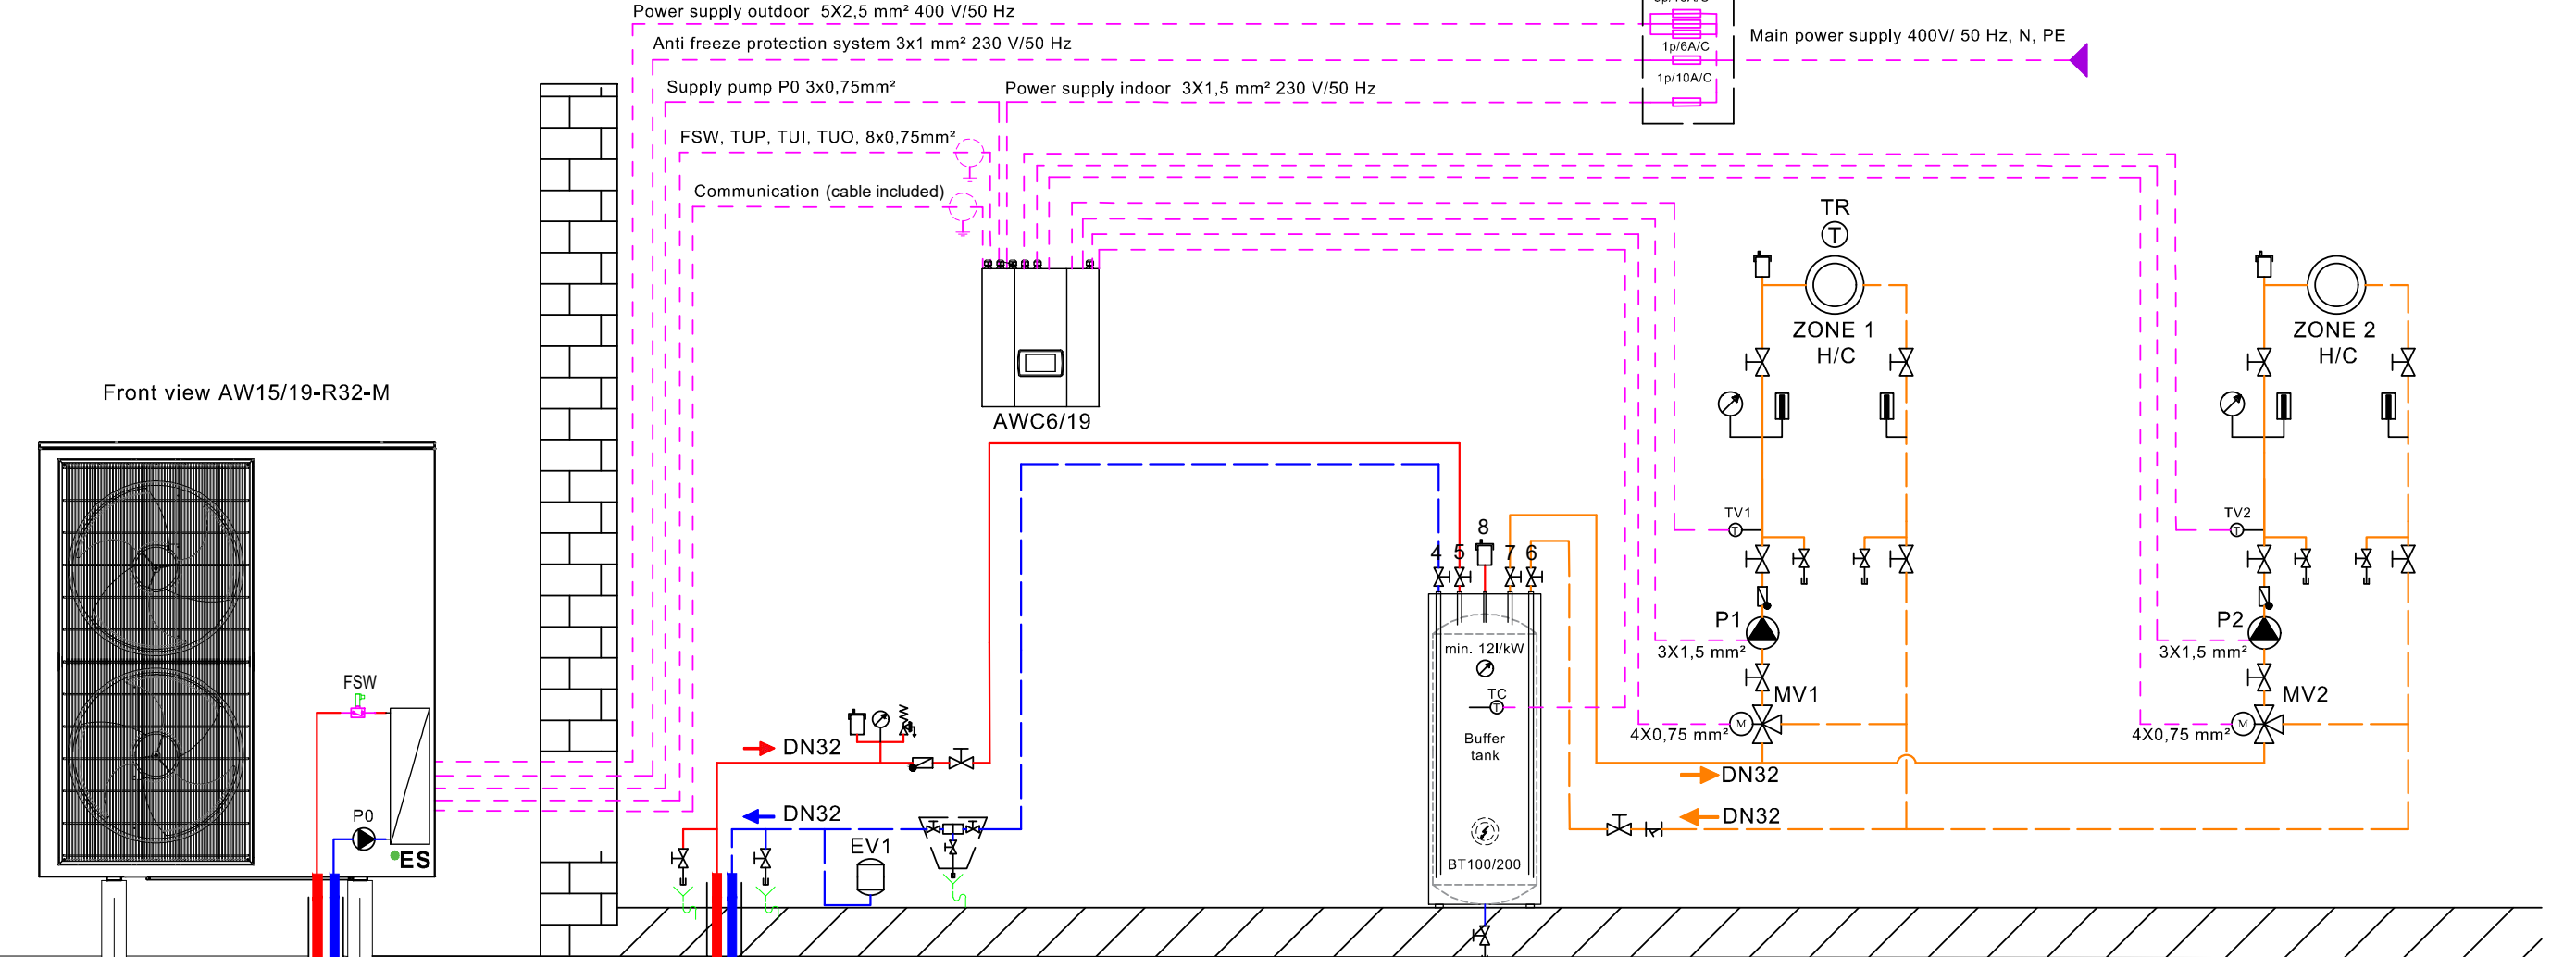 Power supply outdoor 5X2,5 mm² 400 V/50 Hz
Anti freeze protection system 3x1 mm² 230 V/50 Hz
1p/6A/C
Main power supply 400V/ 50 Hz, N, PE
1p/10A/C
Supply pump P0 3x0,75mm²
Power supply indoor 3X1,5 mm² 230 V/50 Hz
FSW, TUP, TUI, TUO, 8x0,75mm²
Communication (cable included)
TR
T
ZONE 1
H/C
ZONE 2
H/C
Front view AW15/19-R32-M
AWC6/19
TV1
T
TV2
T
8
4 5 7 6
P1
3X1,5 mm²
P2
3X1,5 mm²
min. 12l/kW
TC
T
MV1
M
4X0,75 mm²
MV2
M
4X0,75 mm²
FSW
Buffer
tank
DN32
DN32
DN32
DN32
P0
ES
EV1
BT100/200